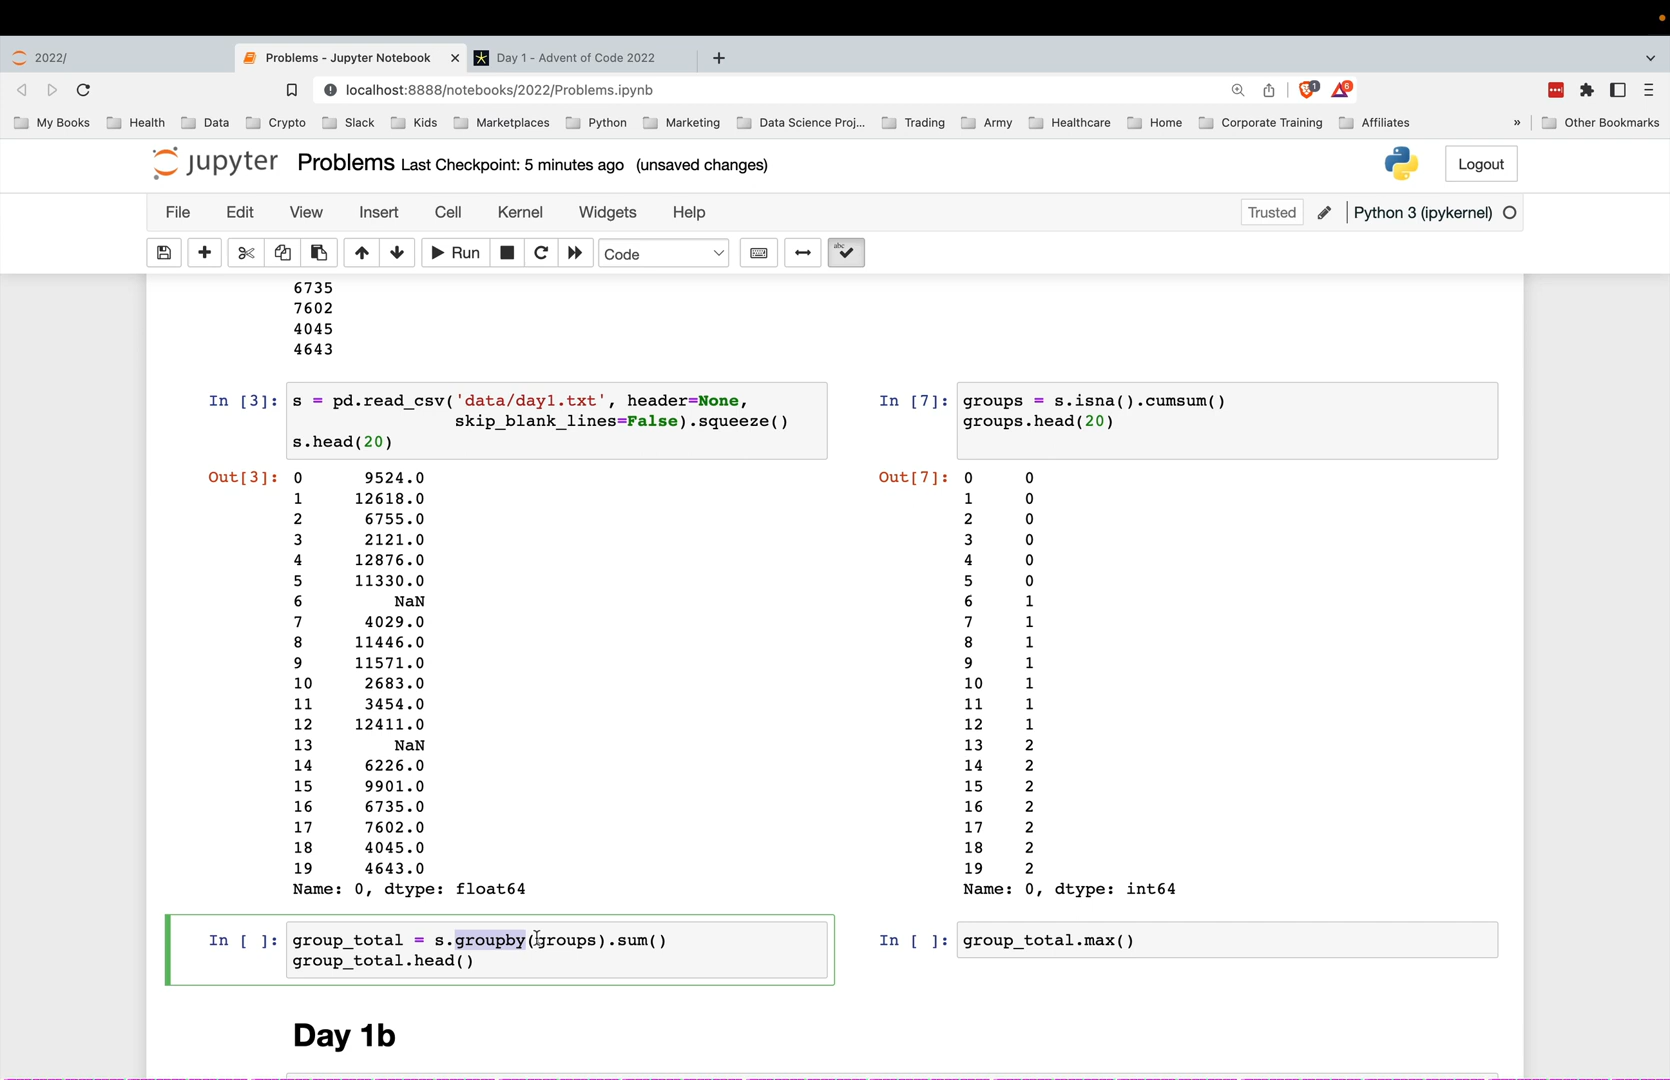 2022/
Problems - Jupyter Notebook
Day 1 - Advent of Code 2022
localhost:8888/notebooks/2022/Problems.ipynb
1
6
My Books
Health
Data
Crypto
Slack
Kids
Marketplaces
Python
Marketing
Data Science Proj...
Trading
Army
Healthcare
Home
Corporate Training
Affiliates
»
Other Bookmarks
jupyter
Problems Last Checkpoint: 5 minutes ago (unsaved changes)
Logout
File
Edit
View
Insert
Cell
Kernel
Widgets
Help
Trusted
Python 3 (ipykernel)
Run
Code
abc
6735
7602
4045
4643
In [3]:
s = pd.read_csv('data/day1.txt', header=None,
skip_blank_lines=False).squeeze()
s.head(20)
Out[3]:
0 9524.0
1 12618.0
2 6755.0
3 2121.0
4 12876.0
5 11330.0
6 NaN
7 4029.0
8 11446.0
9 11571.0
10 2683.0
11 3454.0
12 12411.0
13 NaN
14 6226.0
15 9901.0
16 6735.0
17 7602.0
18 4045.0
19 4643.0
Name: 0, dtype: float64
In [7]:
groups = s.isna().cumsum()
groups.head(20)
Out[7]:
0 0
1 0
2 0
3 0
4 0
5 0
6 1
7 1
8 1
9 1
10 1
11 1
12 1
13 2
14 2
15 2
16 2
17 2
18 2
19 2
Name: 0, dtype: int64
In [ ]:
group_total = s.groupby(groups).sum()
group_total.head()
In [ ]:
group_total.max()
Day 1b